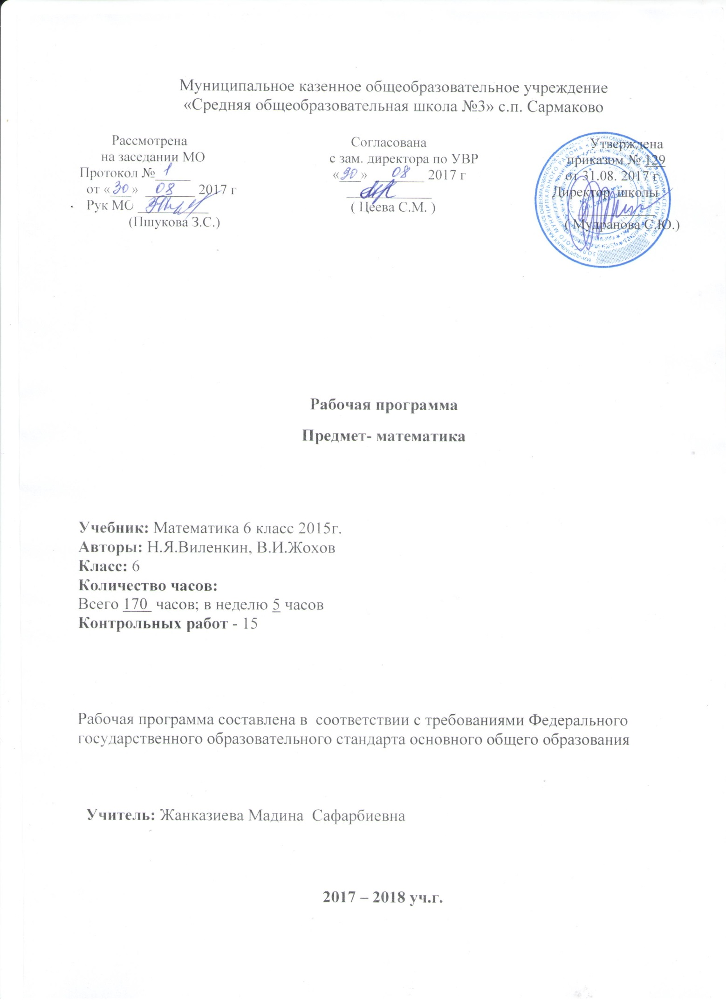 Муниципальное казенное общеобразовательное учреждение
«Средняя общеобразовательная школа №3» с.п. Сармаково
Рассмотрена
на заседании МО
Протокол № 1
от «30» 08 2017 г
Рук МО
(Пшукова З.С.)
Согласована
с зам. директора по УВР
«30» 08 2017 г
( Цеева С.М. )
Утверждена
приказом № 129
от 31.08. 2017 г
Директор школы
( Мудранова С.Ю.)
Рабочая программа
Предмет- математика
Учебник: Математика 6 класс 2015г.
Авторы: Н.Я.Виленкин, В.И.Жохов
Класс: 6
Количество часов:
Всего 170 часов; в неделю 5 часов
Контрольных работ - 15
Рабочая программа составлена в соответствии с требованиями Федерального
государственного образовательного стандарта основного общего образования
Учитель: Жанказиева Мадина Сафарбиевна
2017 – 2018 уч.г.